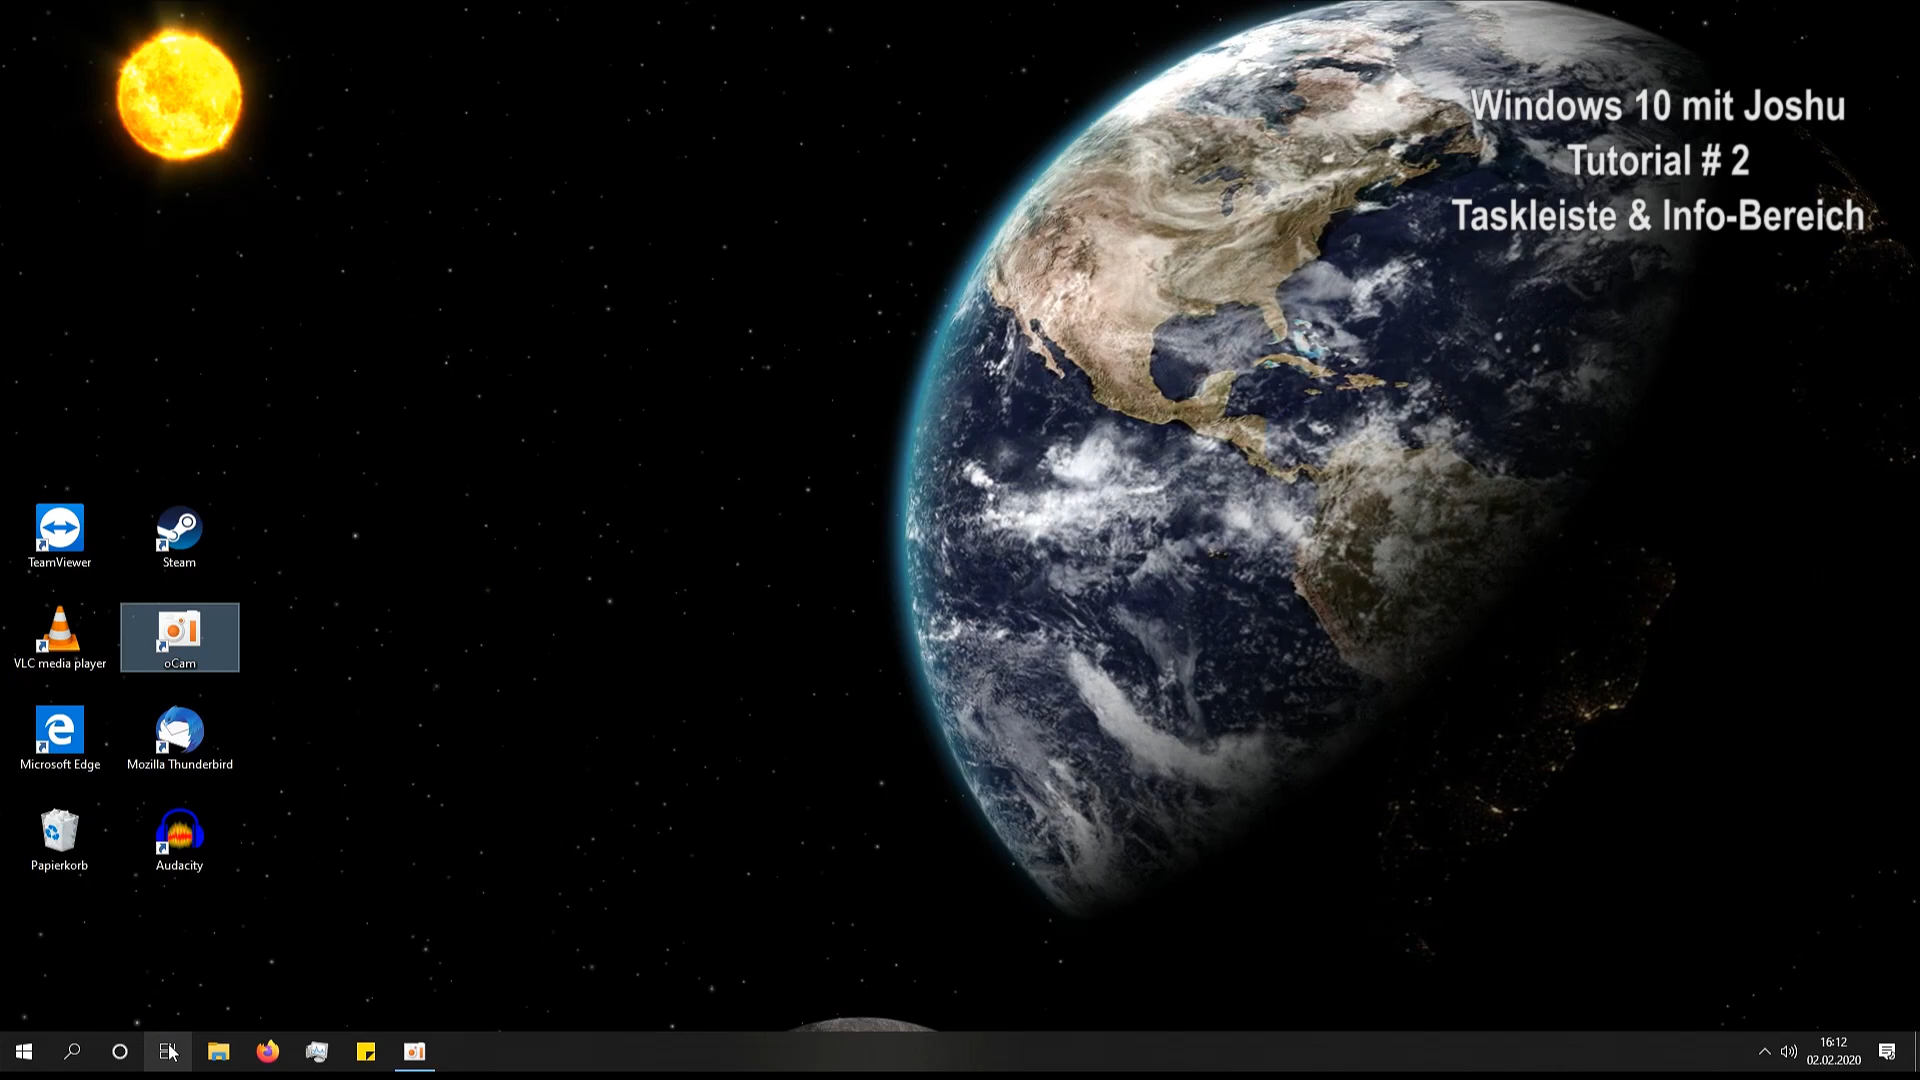 Windows 10 mit Joshu
Tutorial # 2
Taskleiste & Info-Bereich
TeamViewer
Steam
VLC media player
oCam
Microsoft Edge
Mozilla Thunderbird
Papierkorb
Audacity
16:12
02.02.2020